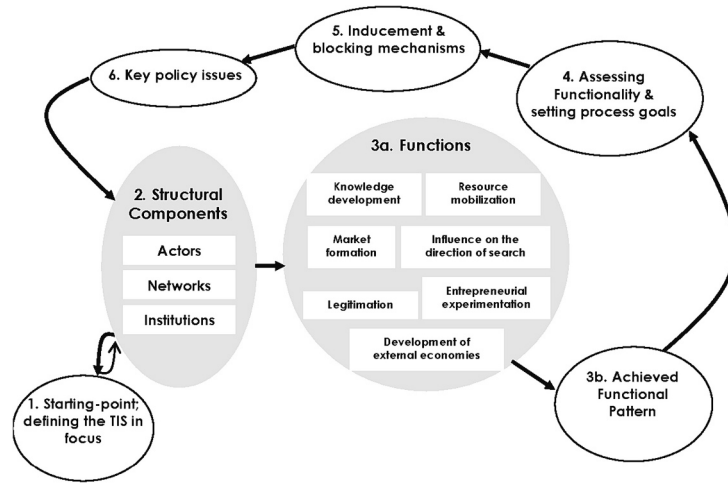 5. Inducement &
blocking mechanisms
6. Key policy issues
4. Assessing
Functionality &
setting process goals
3a. Functions
Knowledge
development
Resource
mobilization
2. Structural
Components
Market
formation
Influence on the
direction of search
Actors
Networks
Institutions
Legitimation
Entrepreneurial
experimentation
Development of
external economies
1. Starting-point;
defining the TIS in
focus
3b. Achieved
Functional
Pattern